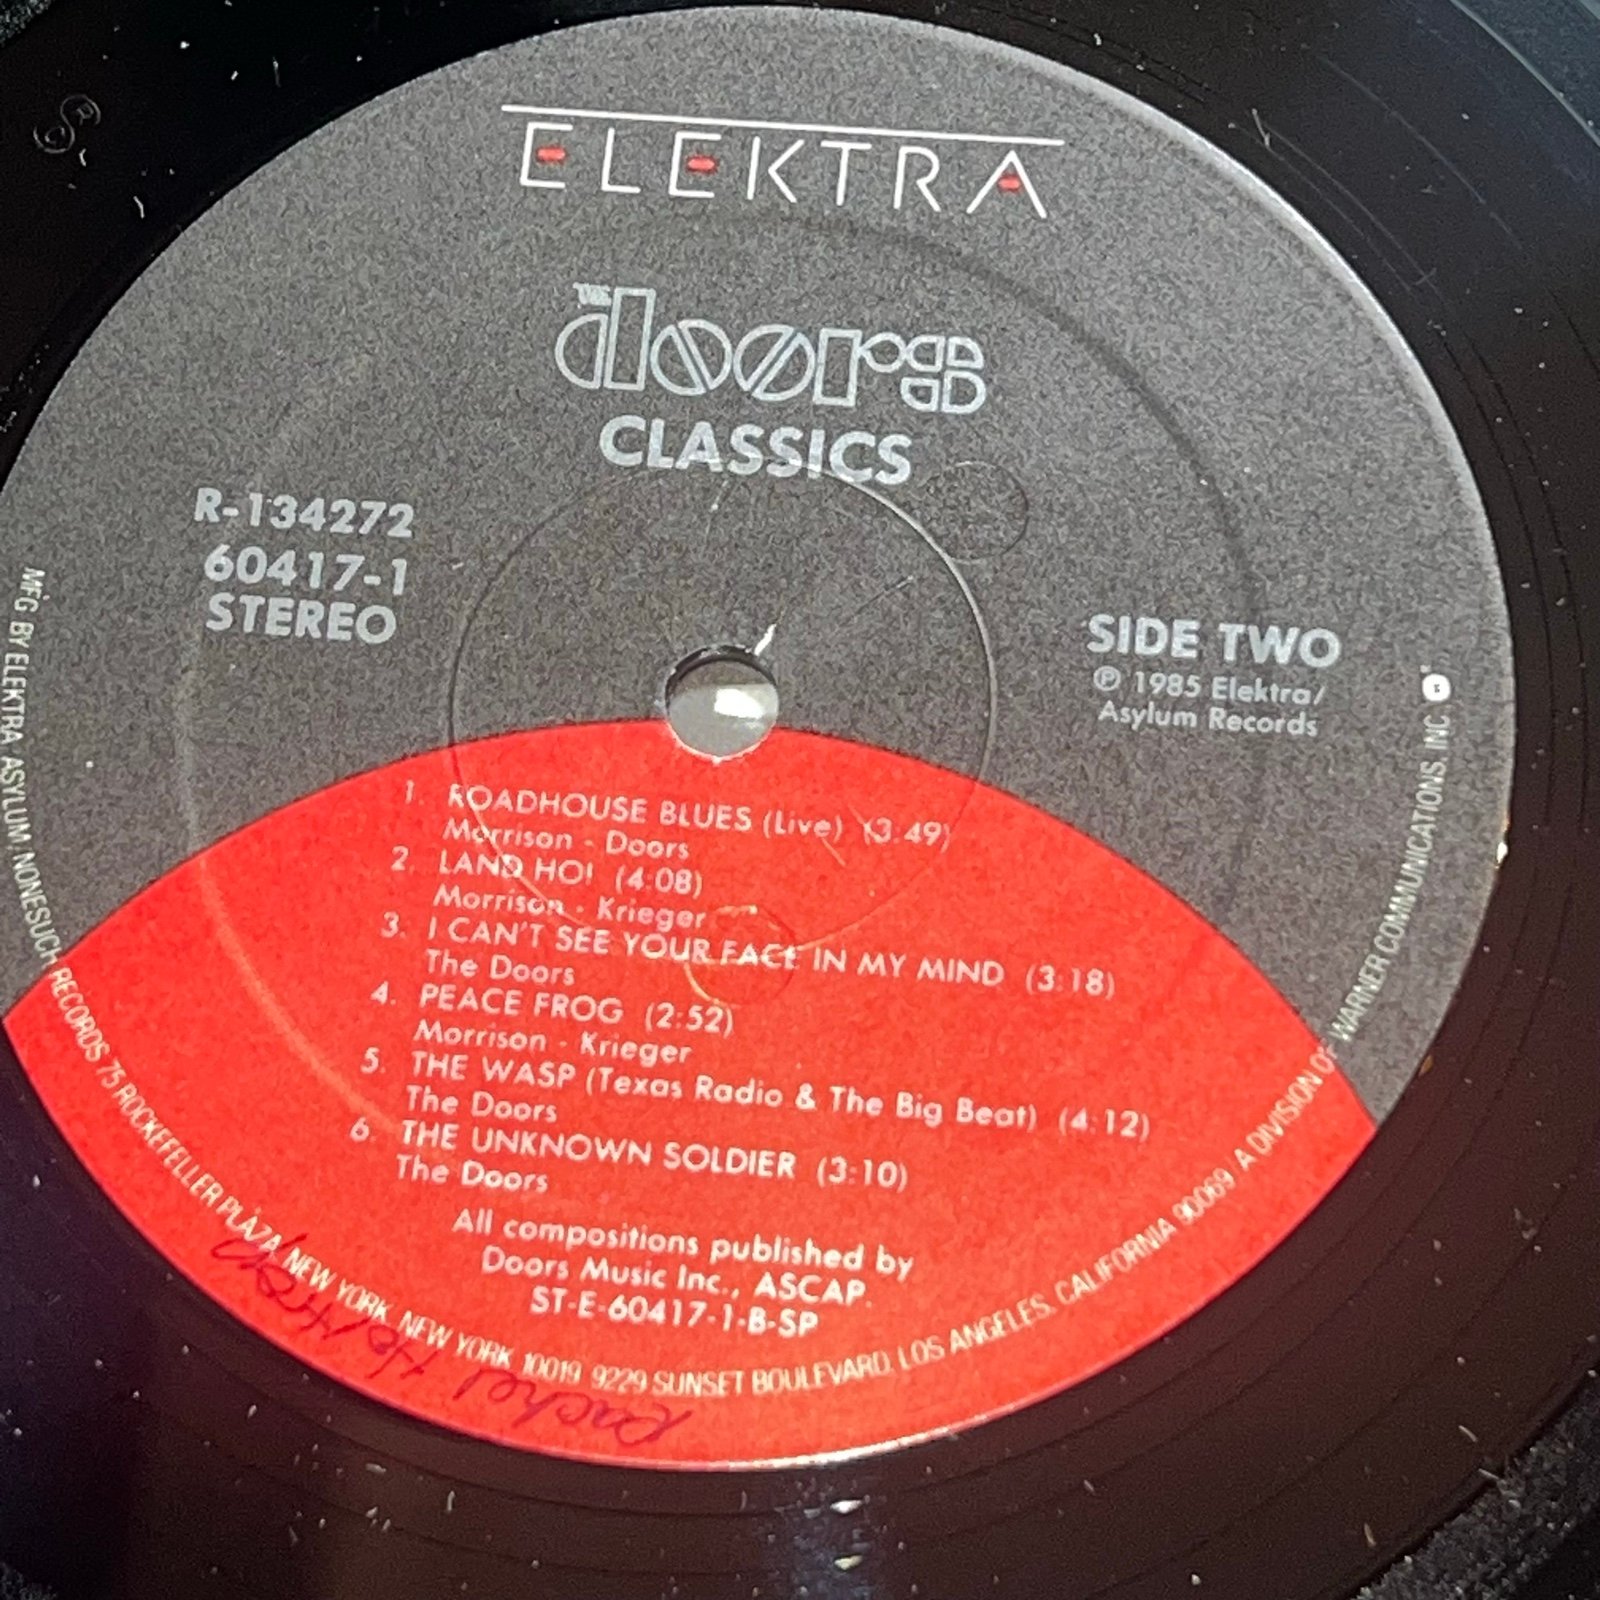 ELEKTRA
THE doors
CLASSICS
R-134272
60417-1
STEREO
SIDE TWO
℗ 1985 Elektra/
Asylum Records
1. ROADHOUSE BLUES (Live) (3:49)
Morrison - Doors
2. LAND HO! (4:08)
Morrison - Krieger
3. I CAN'T SEE YOUR FACE IN MY MIND (3:18)
The Doors
4. PEACE FROG (2:52)
Morrison - Krieger
5. THE WASP (Texas Radio & The Big Beat) (4:12)
The Doors
6. THE UNKNOWN SOLDIER (3:10)
The Doors
All compositions published by
Doors Music Inc., ASCAP.
ST-E-60417-1-B-SP
MFG. BY ELEKTRA, ASYLUM, NONESUCH RECORDS 75 ROCKEFELLER PLAZA, NEW YORK, NEW YORK 10019 9229 SUNSET BOULEVARD, LOS ANGELES, CALIFORNIA 90069. A DIVISION OF WARNER COMMUNICATIONS, INC.
Rachel